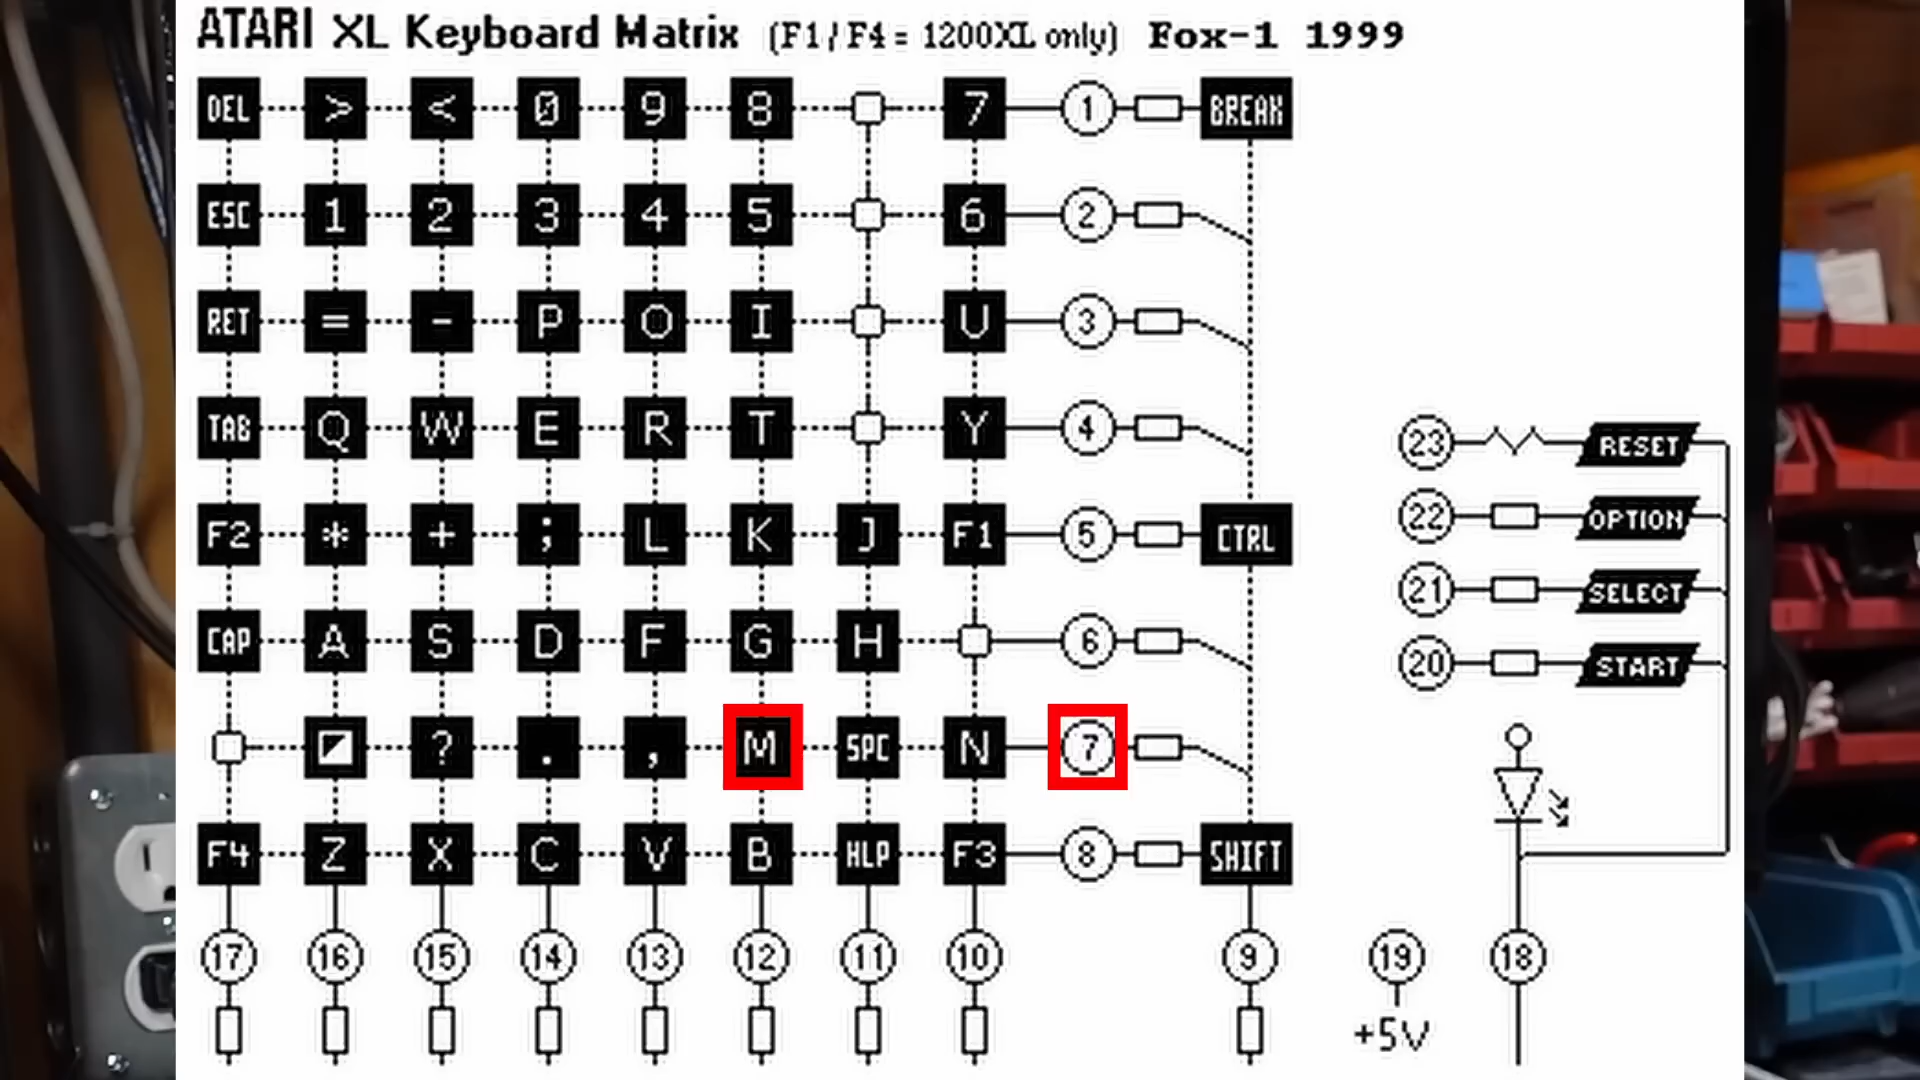 ATARI XL Keyboard Matrix (F1/F4 = 1200XL only) Fox-1 1999
DEL > < 0 9 8 7 1 BREAK
ESC 1 2 3 4 5 6 2
RET = - P O I U 3
TAB Q W E R T Y 4
23 RESET
22 OPTION
F2 * + ; L K J F1 5 CTRL
21 SELECT
CAP A S D F G H 6
20 START
? . , M SPC N 7
F4 Z X C V B HLP F3 8 SHIFT
17 16 15 14 13 12 11 10 9 19 18
+5V